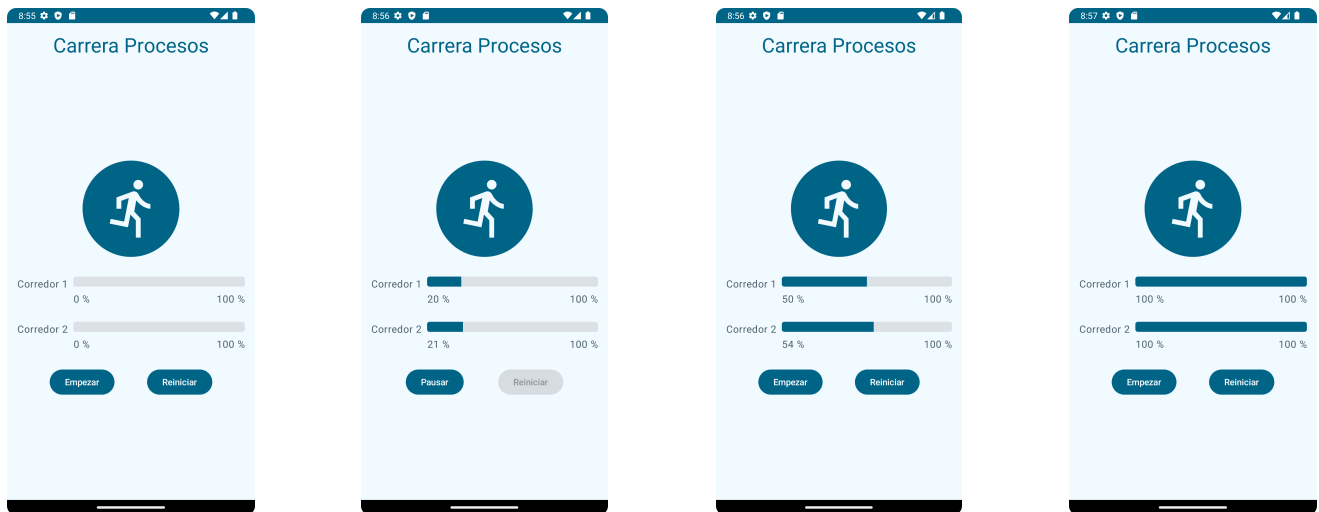 8:55
Carrera Procesos
Corredor 1
0 %
100 %
Corredor 2
0 %
100 %
Empezar
Reiniciar
8:56
Carrera Procesos
Corredor 1
20 %
100 %
Corredor 2
21 %
100 %
Pausar
Reiniciar
8:56
Carrera Procesos
Corredor 1
50 %
100 %
Corredor 2
54 %
100 %
Empezar
Reiniciar
8:57
Carrera Procesos
Corredor 1
100 %
100 %
Corredor 2
100 %
100 %
Empezar
Reiniciar